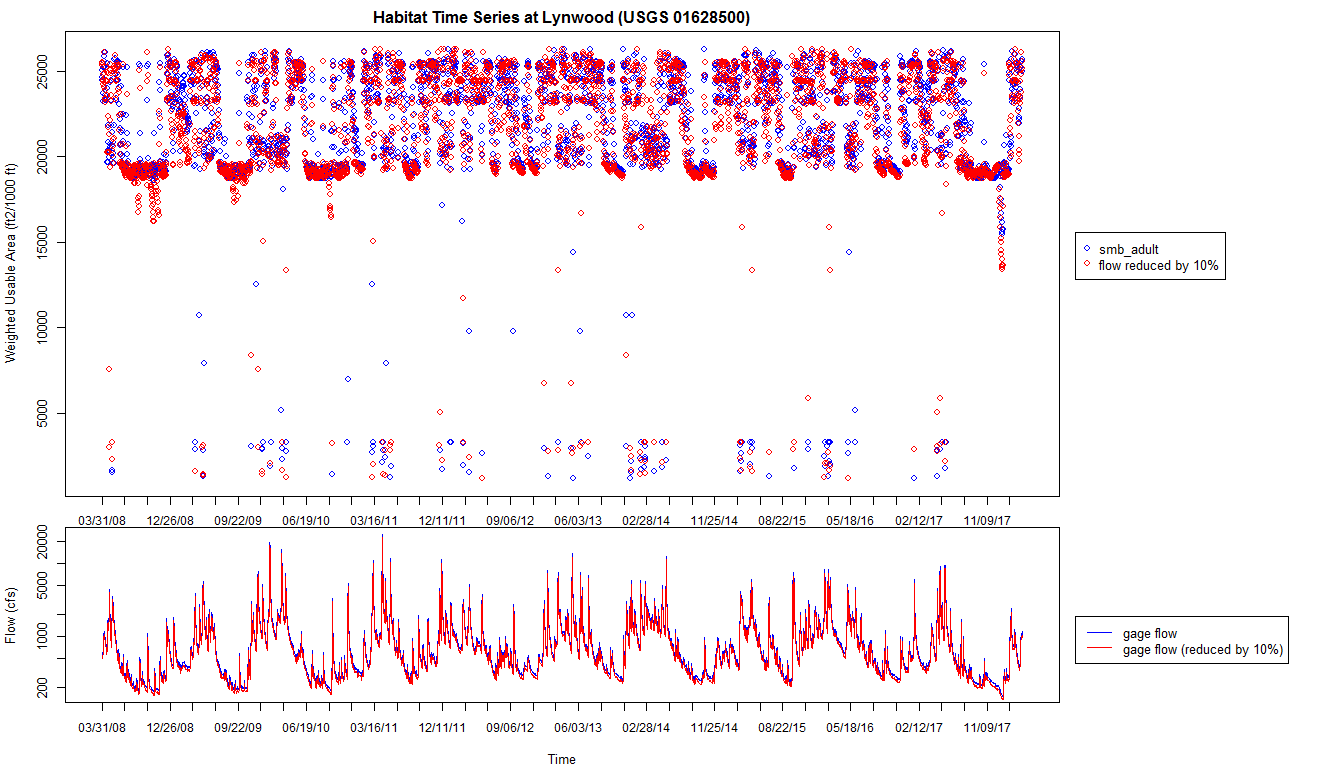 Habitat Time Series at Lynwood (USGS 01628500)
Weighted Usable Area (ft2/1000 ft)
25000
20000
15000
10000
5000
03/31/08 12/26/08 09/22/09 06/19/10 03/16/11 12/11/11 09/06/12 06/03/13 02/28/14 11/25/14 08/22/15 05/18/16 02/12/17 11/09/17
smb_adult
flow reduced by 10%
Flow (cfs)
20000
5000
1000
200
03/31/08 12/26/08 09/22/09 06/19/10 03/16/11 12/11/11 09/06/12 06/03/13 02/28/14 11/25/14 08/22/15 05/18/16 02/12/17 11/09/17
Time
gage flow
gage flow (reduced by 10%)